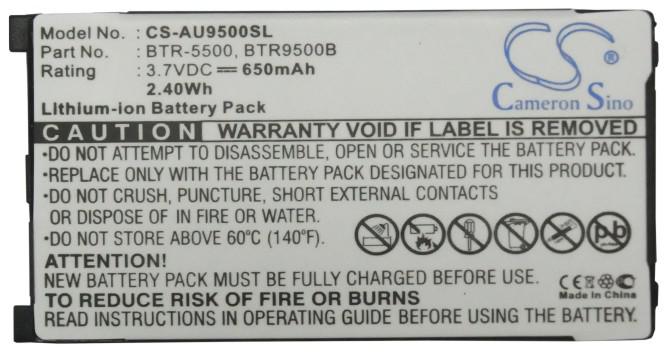 Model No. : CS-AU9500SL
Part No. : BTR-5500, BTR9500B
Rating : 3.7VDC 650mAh
2.40Wh
Lithium-ion Battery Pack
CS
Cameron Sino
CAUTION WARRANTY VOID IF LABEL IS REMOVED
•DO NOT ATTEMPT TO DISASSEMBLE, OPEN OR SERVICE THE BATTERY PACK.
•REPLACE ONLY WITH THE BATTERY PACK DESIGNATED FOR THIS PRODUCT.
•DO NOT CRUSH, PUNCTURE, SHORT EXTERNAL CONTACTS
OR DISPOSE OF IN FIRE OR WATER.
•DO NOT STORE ABOVE 60°C (140°F).
Pb
ATTENTION!
NEW BATTERY PACK MUST BE FULLY CHARGED BEFORE USE.
TO REDUCE RISK OF FIRE OR BURNS
READ INSTRUCTIONS IN OPERATING GUIDE BEFORE USING THE BATTERY.
CE
Made In China